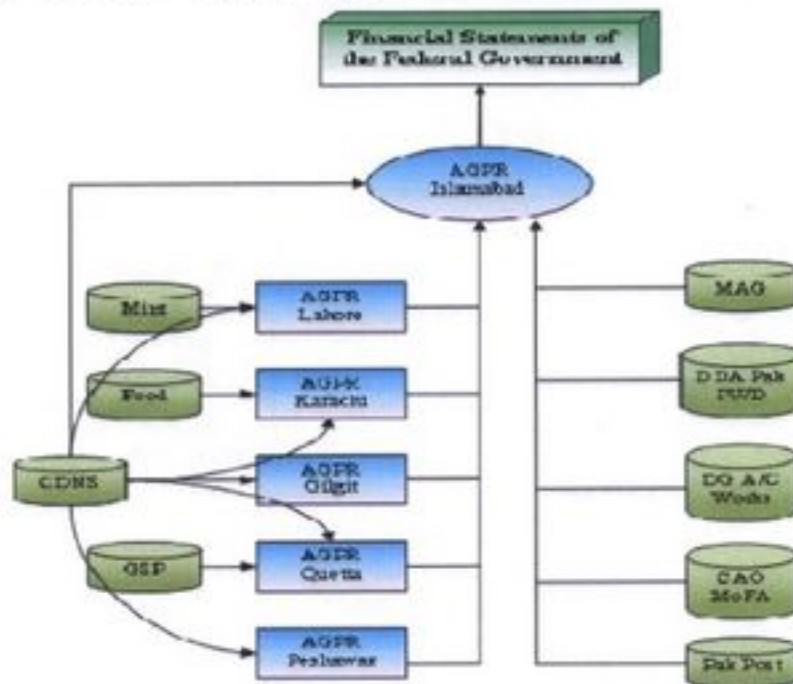 Financial Statements of
the Federal Government
AGPR
Islamabad
Mint
AGPR
Lahore
MAG
Food
AGPR
Karachi
DDA Pak
PWD
CDNS
AGPR
Gilgit
DG A/C
Works
GSP
AGPR
Quetta
CAO
MoFA
AGPR
Peshawar
Pak Post